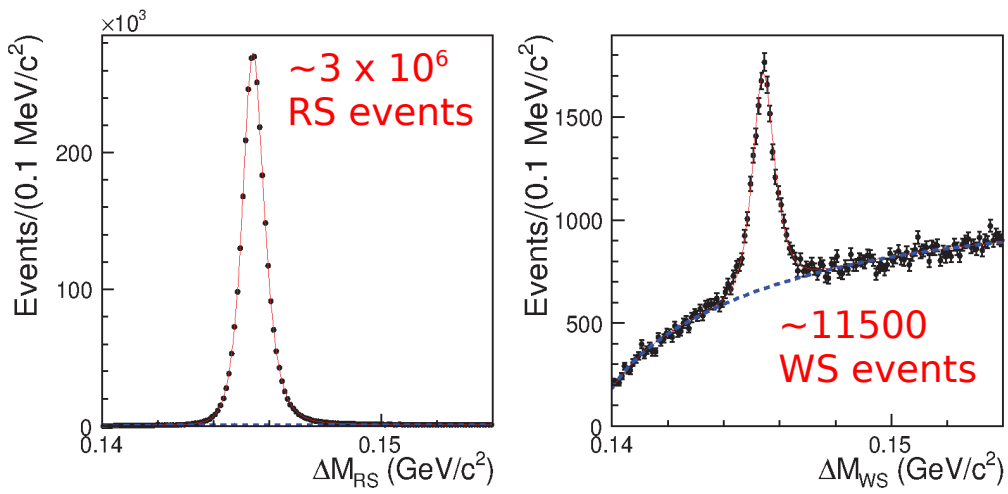 ×10³
Events/(0.1 MeV/c²)
200
100
0
0.14
0.15
ΔM_RS (GeV/c²)
~3 x 10⁶
RS events
Events/(0.1 MeV/c²)
1500
1000
500
0
0.14
0.15
ΔM_WS (GeV/c²)
~11500
WS events